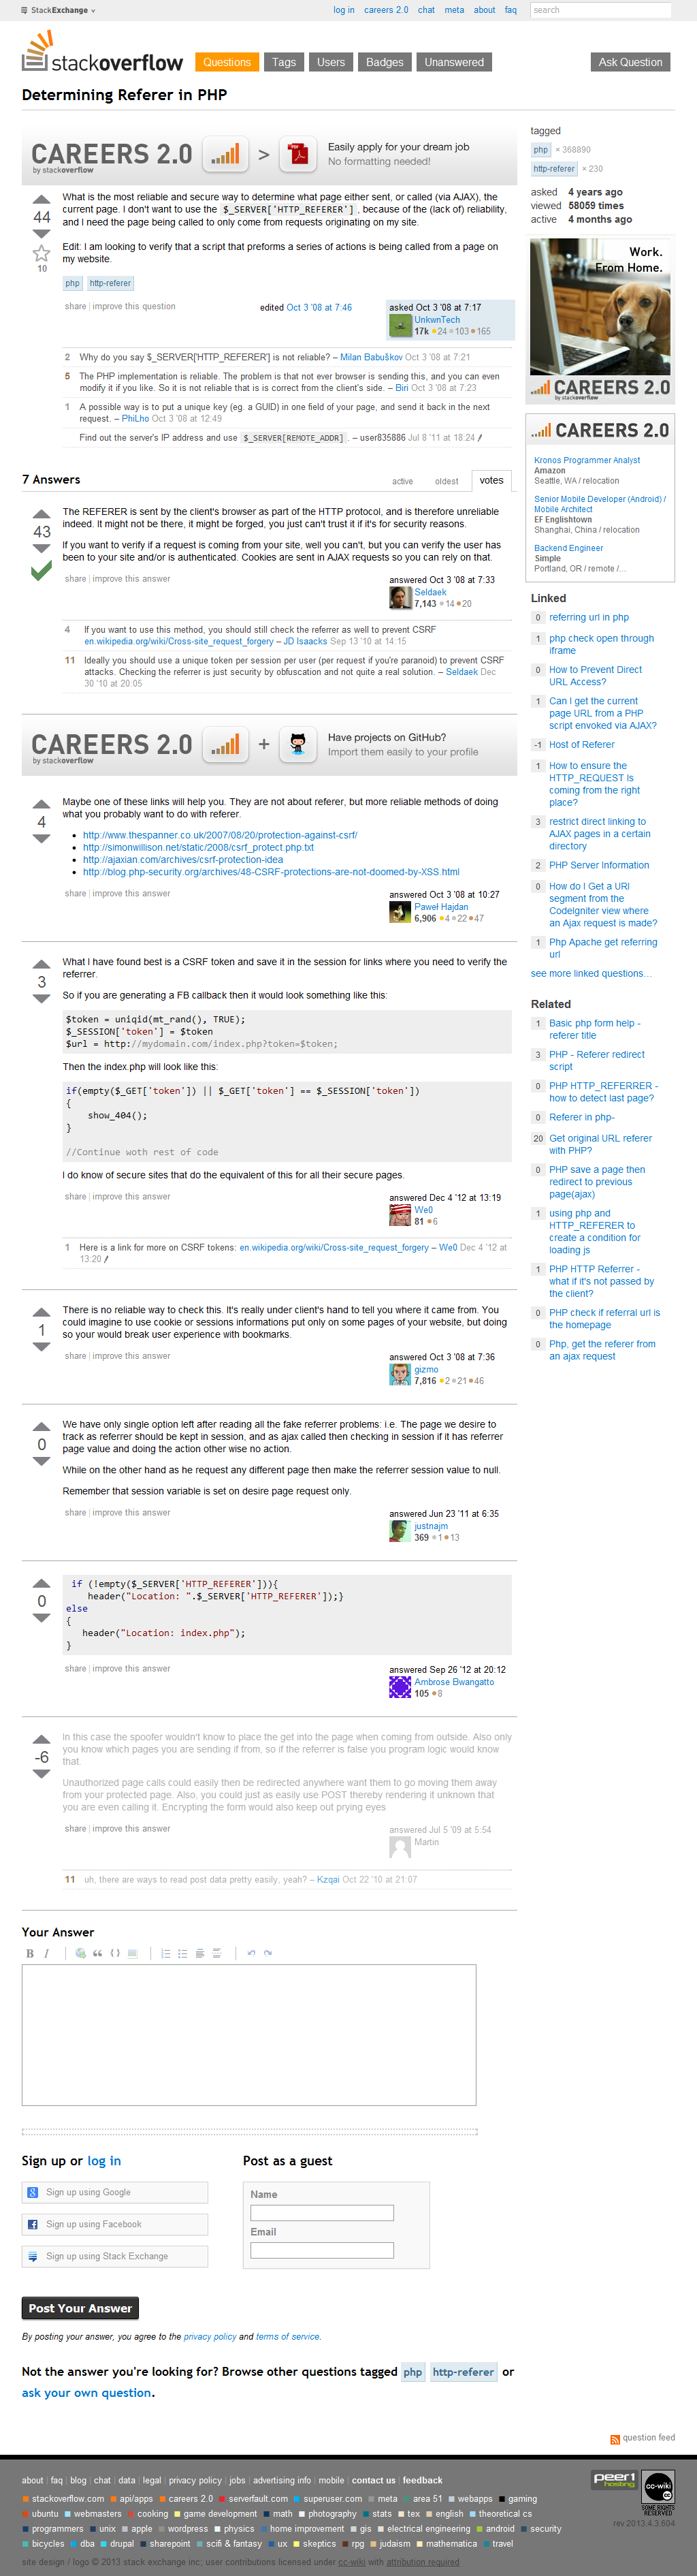 StackExchange
log in careers 2.0 chat meta about faq search
stackoverflow
Questions Tags Users Badges Unanswered Ask Question
Determining Referer in PHP
CAREERS 2.0
by stackoverflow
>
PDF
Easily apply for your dream job
No formatting needed!
44
What is the most reliable and secure way to determine what page either sent, or called (via AJAX), the
current page. I don't want to use the $_SERVER['HTTP_REFERER'], because of the (lack of) reliability,
and I need the page being called to only come from requests originating on my site.
10
Edit: I am looking to verify that a script that preforms a series of actions is being called from a page on
my website.
php http-referer
share | improve this question
edited Oct 3 '08 at 7:46
asked Oct 3 '08 at 7:17
UnkwnTech
17k 24 103 165
2 Why do you say $_SERVER['HTTP_REFERER'] is not reliable? – Milan Babuškov Oct 3 '08 at 7:21
5 The PHP implementation is reliable. The problem is that not ever browser is sending this, and you can even
modify it if you like. So it is not reliable that is is correct from the client's side. – Biri Oct 3 '08 at 7:23
1 A possible way is to put a unique key (eg. a GUID) in one field of your page, and send it back in the next
request. – PhiLho Oct 3 '08 at 12:49
Find out the server's IP address and use $_SERVER[REMOTE_ADDR]. – user835886 Jul 8 '11 at 18:24
7 Answers
active oldest votes
43
The REFERER is sent by the client's browser as part of the HTTP protocol, and is therefore unreliable
indeed. It might not be there, it might be forged, you just can't trust it if it's for security reasons.
If you want to verify if a request is coming from your site, well you can't, but you can verify the user has
been to your site and/or is authenticated. Cookies are sent in AJAX requests so you can rely on that.
share | improve this answer
answered Oct 3 '08 at 7:33
Seldaek
7,143 14 20
4 If you want to use this method, you should still check the referrer as well to prevent CSRF
en.wikipedia.org/wiki/Cross-site_request_forgery – JD Isaacks Sep 13 '10 at 14:15
11 Ideally you should use a unique token per session per user (per request if you're paranoid) to prevent CSRF
attacks. Checking the referrer is just security by obfuscation and not quite a real solution. – Seldaek Dec
30 '10 at 20:05
CAREERS 2.0
by stackoverflow
+
Have projects on GitHub?
Import them easily to your profile
4
Maybe one of these links will help you. They are not about referer, but more reliable methods of doing
what you probably want to do with referer.
http://www.thespanner.co.uk/2007/08/20/protection-against-csrf/
http://simonwillison.net/static/2008/csrf_protect.php.txt
http://ajaxian.com/archives/csrf-protection-idea
http://blog.php-security.org/archives/48-CSRF-protections-are-not-doomed-by-XSS.html
share | improve this answer
answered Oct 3 '08 at 10:27
Paweł Hajdan
6,906 4 22 47
3
What I have found best is a CSRF token and save it in the session for links where you need to verify the
referrer.
So if you are generating a FB callback then it would look something like this:
$token = uniqid(mt_rand(), TRUE);
$_SESSION['token'] = $token
$url = http://mydomain.com/index.php?token=$token;
Then the index.php will look like this:
if(empty($_GET['token']) || $_GET['token'] == $_SESSION['token'])
{
show_404();
}
//Continue woth rest of code
I do know of secure sites that do the equivalent of this for all their secure pages.
share | improve this answer
answered Dec 4 '12 at 13:19
We0
81 6
1 Here is a link for more on CSRF tokens: en.wikipedia.org/wiki/Cross-site_request_forgery – We0 Dec 4 '12 at
13:20
1
There is no reliable way to check this. It's really under client's hand to tell you where it came from. You
could imagine to use cookie or sessions informations put only on some pages of your website, but doing
so your would break user experience with bookmarks.
share | improve this answer
answered Oct 3 '08 at 7:36
gizmo
7,816 2 21 46
0
We have only single option left after reading all the fake referrer problems: i.e. The page we desire to
track as referrer should be kept in session, and as ajax called then checking in session if it has referrer
page value and doing the action other wise no action.
While on the other hand as he request any different page then make the referrer session value to null.
Remember that session variable is set on desire page request only.
share | improve this answer
answered Jun 23 '11 at 6:35
justnajm
369 1 13
0
if (!empty($_SERVER['HTTP_REFERER'])){
header("Location: ".$_SERVER['HTTP_REFERER']);}
else
{
header("Location: index.php");
}
share | improve this answer
answered Sep 26 '12 at 20:12
Ambrose Bwangatto
105 8
-6
In this case the spoofer wouldn't know to place the get into the page when coming from outside. Also only
you know which pages you are sending if from, so if the referrer is false you program logic would know
that.
Unauthorized page calls could easily then be redirected anywhere want them to go moving them away
from your protected page. Also, you could just as easily use POST thereby rendering it unknown that
you are even calling it. Encrypting the form would also keep out prying eyes
share | improve this answer
answered Jul 5 '09 at 5:54
Martin
11 uh, there are ways to read post data pretty easily, yeah? – Kzqai Oct 22 '10 at 21:07
Your Answer
B I
Sign up or log in
Sign up using Google
Sign up using Facebook
Sign up using Stack Exchange
Post as a guest
Name
Email
Post Your Answer
By posting your answer, you agree to the privacy policy and terms of service.
Not the answer you're looking for? Browse other questions tagged php http-referer or
ask your own question.
tagged
php × 368890
http-referer × 230
asked 4 years ago
viewed 58059 times
active 4 months ago
Work.
From Home.
CAREERS 2.0
by stackoverflow
CAREERS 2.0
Kronos Programmer Analyst
Amazon
Seattle, WA / relocation
Senior Mobile Developer (Android) /
Mobile Architect
EF Englishtown
Shanghai, China / relocation
Backend Engineer
Simple
Portland, OR / remote /...
Linked
0 referring url in php
1 php check open through
iframe
0 How to Prevent Direct
URL Access?
1 Can I get the current
page URL from a PHP
script envoked via AJAX?
-1 Host of Referer
1 How to ensure the
HTTP_REQUEST is
coming from the right
place?
3 restrict direct linking to
AJAX pages in a certain
directory
2 PHP Server Information
0 How do I Get a URI
segment from the
CodeIgniter view where
an Ajax request is made?
1 Php Apache get referring
url
see more linked questions…
Related
1 Basic php form help -
referer title
3 PHP - Referer redirect
script
0 PHP HTTP_REFERRER -
how to detect last page?
0 Referer in php-
20 Get original URL referer
with PHP?
0 PHP save a page then
redirect to previous
page(ajax)
1 using php and
HTTP_REFERER to
create a condition for
loading js
1 PHP HTTP Referrer -
what if it's not passed by
the client?
0 PHP check if referral url is
the homepage
0 Php, get the referer from
an ajax request
question feed
about | faq | blog | chat | data | legal | privacy policy | jobs | advertising info | mobile | contact us | feedback
stackoverflow.com api/apps careers 2.0 serverfault.com superuser.com meta area 51 webapps gaming
ubuntu webmasters cooking game development math photography stats tex english theoretical cs
programmers unix apple wordpress physics home improvement gis electrical engineering android security
bicycles dba drupal sharepoint scifi & fantasy ux skeptics rpg judaism mathematica travel
site design / logo © 2013 stack exchange inc; user contributions licensed under cc-wiki with attribution required
peer1
hosting
cc-wiki
cc
SOME RIGHTS
RESERVED
rev 2013.4.3.604